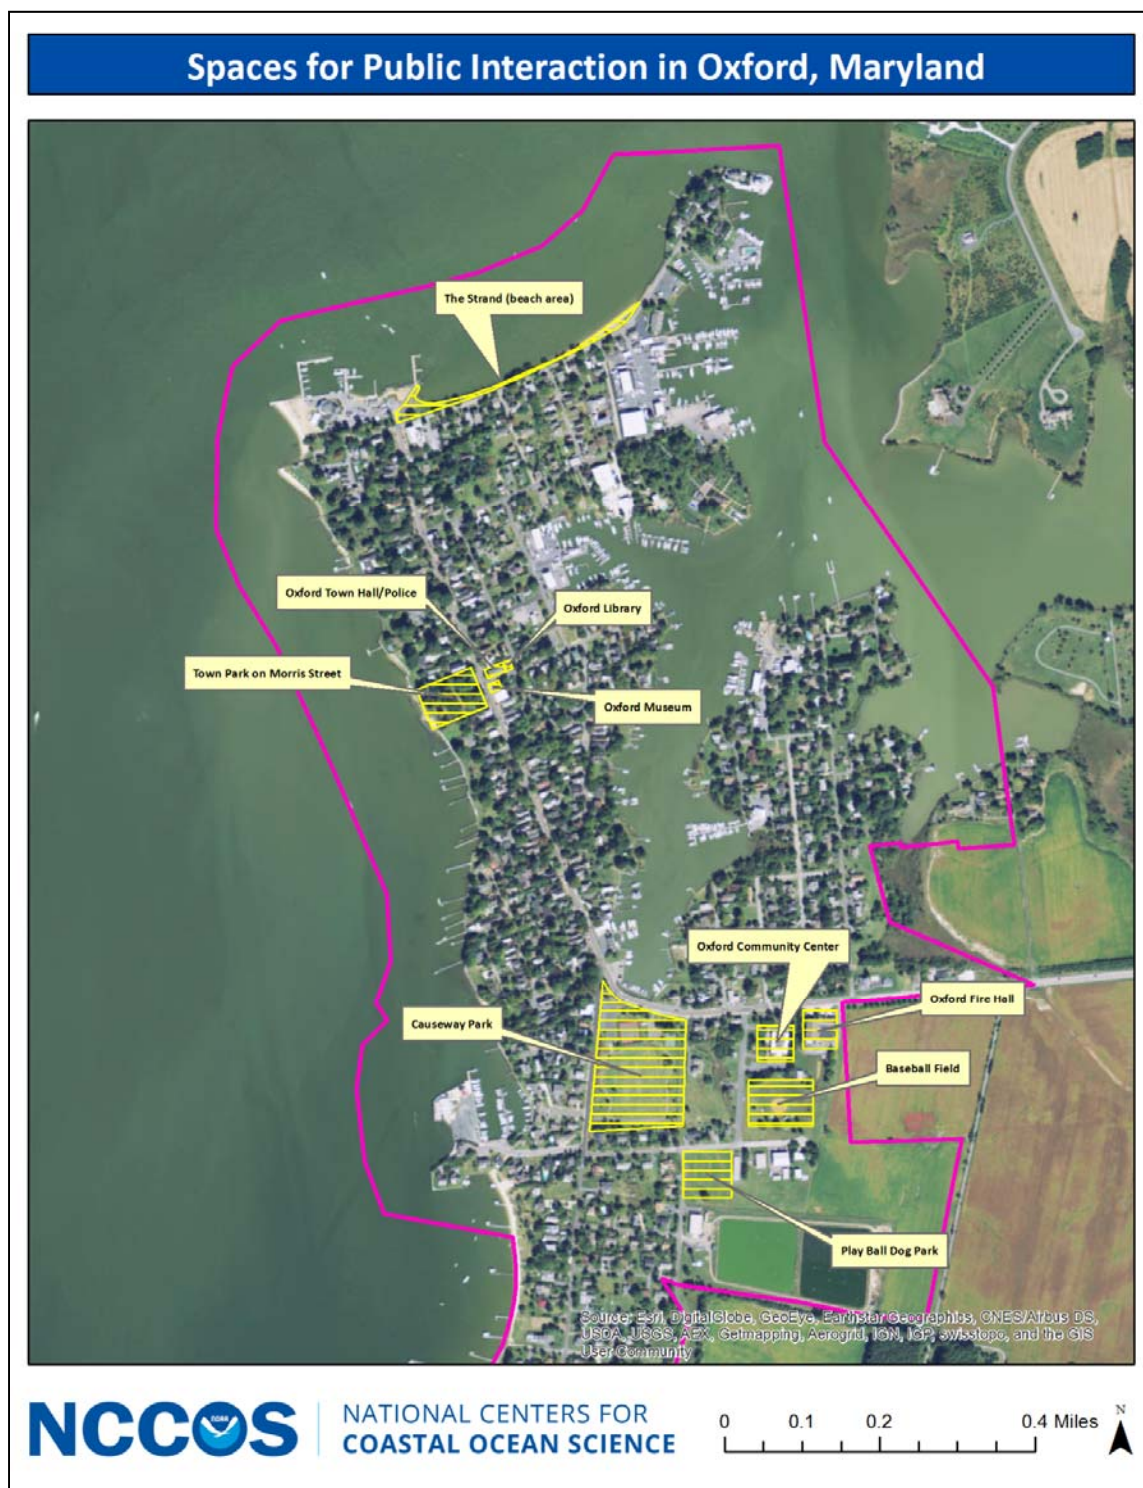 Spaces for Public Interaction in Oxford, Maryland
The Strand (beach area)
Oxford Town Hall/Police
Oxford Library
Town Park on Morris Street
Oxford Museum
Oxford Community Center
Oxford Fire Hall
Causeway Park
Baseball Field
Play Ball Dog Park
Source: Esri, DigitalGlobe, GeoEye, Earthstar Geographics, CNES/Airbus DS,
USDA, USGS, AEX, Getmapping, Aerogrid, IGN, IGP, swisstopo, and the GIS
User Community
NCCOS
NOAA
NATIONAL CENTERS FOR
COASTAL OCEAN SCIENCE
0 0.1 0.2 0.4 Miles
N